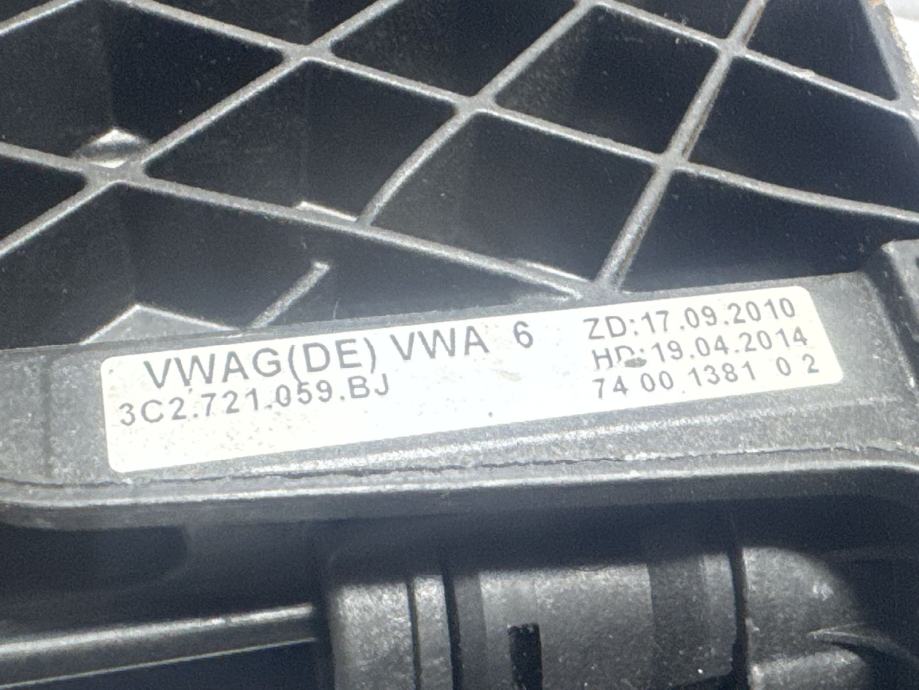 VWAG(DE) VWA 6
3C2.721.059.BJ
ZD:17.09.2010
HD:19.04.2014
74 00 1381 0 2